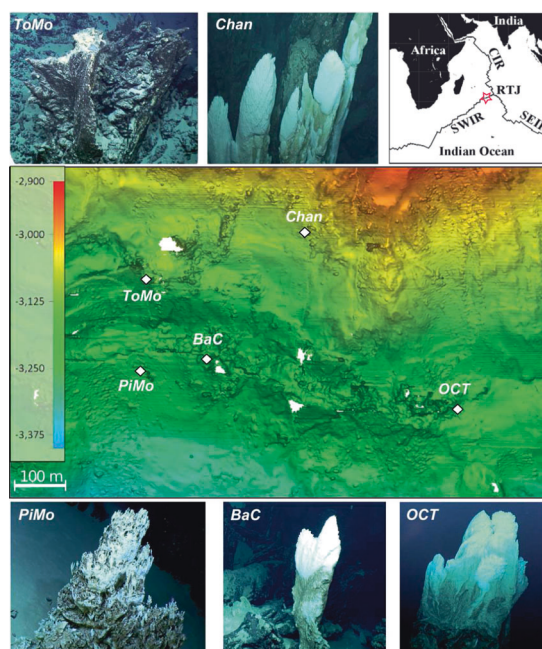 ToMo
Chan
India
Africa
CIR
RTJ
SWIR
SEIR
Indian Ocean
-2,900
-3,000
-3,125
-3,250
-3,375
Chan
ToMo
BaC
PiMo
OCT
100 m
PiMo
BaC
OCT